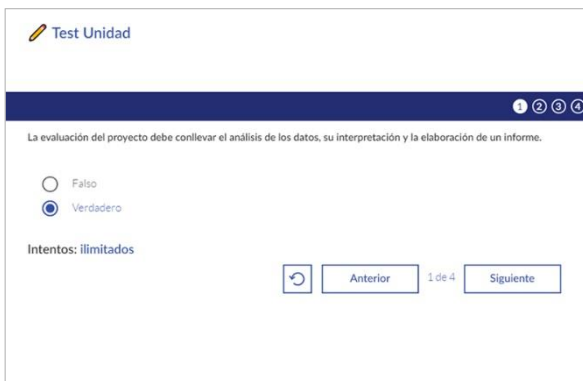 Test Unidad
1 2 3 4
La evaluación del proyecto debe conllevar el análisis de los datos, su interpretación y la elaboración de un informe.
Falso
Verdadero
Intentos: ilimitados
Anterior 1 de 4 Siguiente